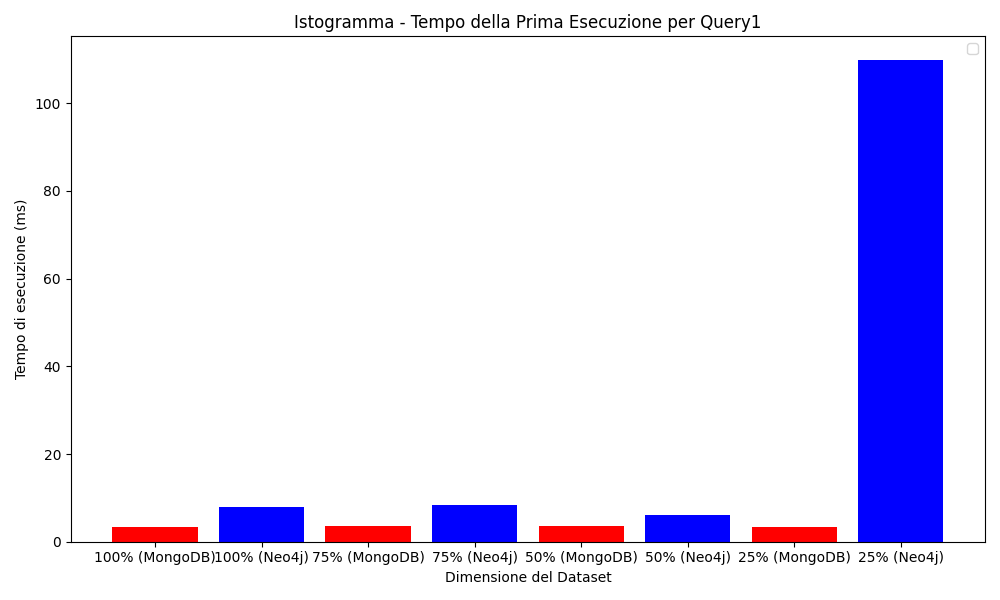 Istogramma - Tempo della Prima Esecuzione per Query1
Tempo di esecuzione (ms)
100
80
60
40
20
0
100% (MongoDB) 100% (Neo4j) 75% (MongoDB) 75% (Neo4j) 50% (MongoDB) 50% (Neo4j) 25% (MongoDB) 25% (Neo4j)
Dimensione del Dataset